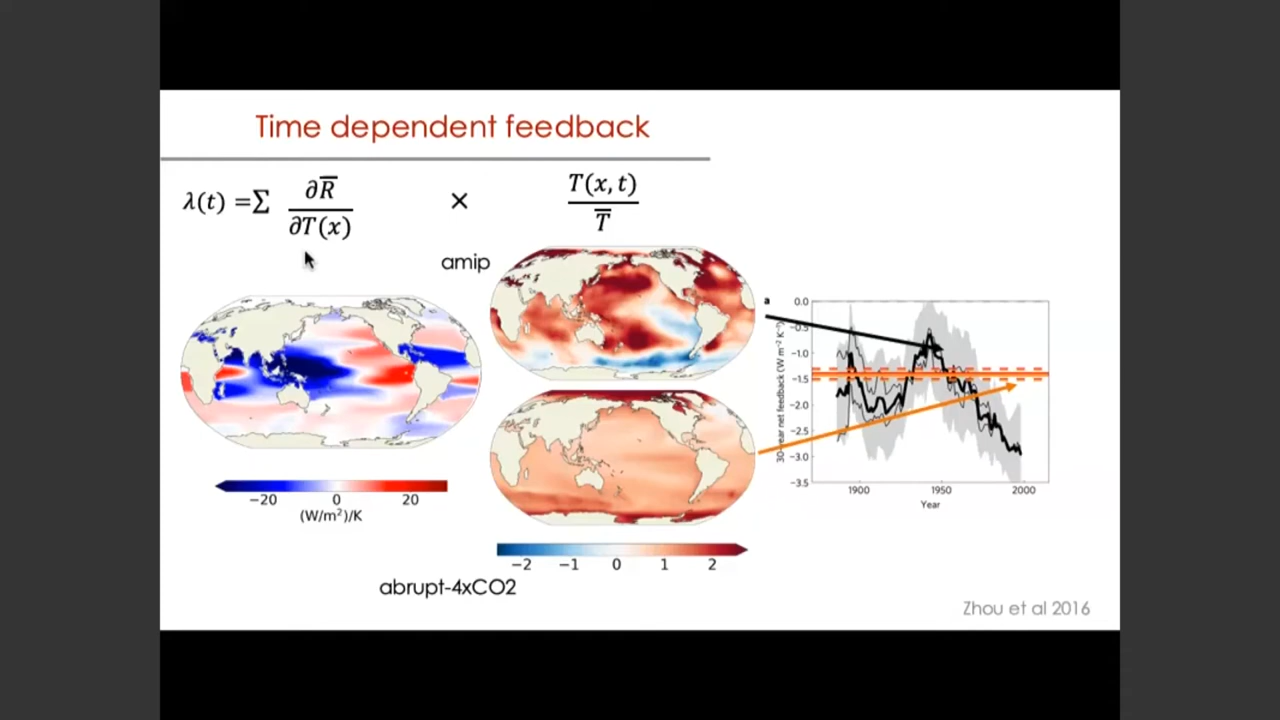 Time dependent feedback
λ(t) =Σ ∂R̅ / ∂T(x) × T(x, t) / T̅
amip
−20 0 20
(W/m²)/K
−2 −1 0 1 2
abrupt-4xCO2
a
30-year net feedback (W m⁻² K⁻¹)
0.0
−0.5
−1.0
−1.5
−2.0
−2.5
−3.0
−3.5
1900 1950 2000
Year
Zhou et al 2016